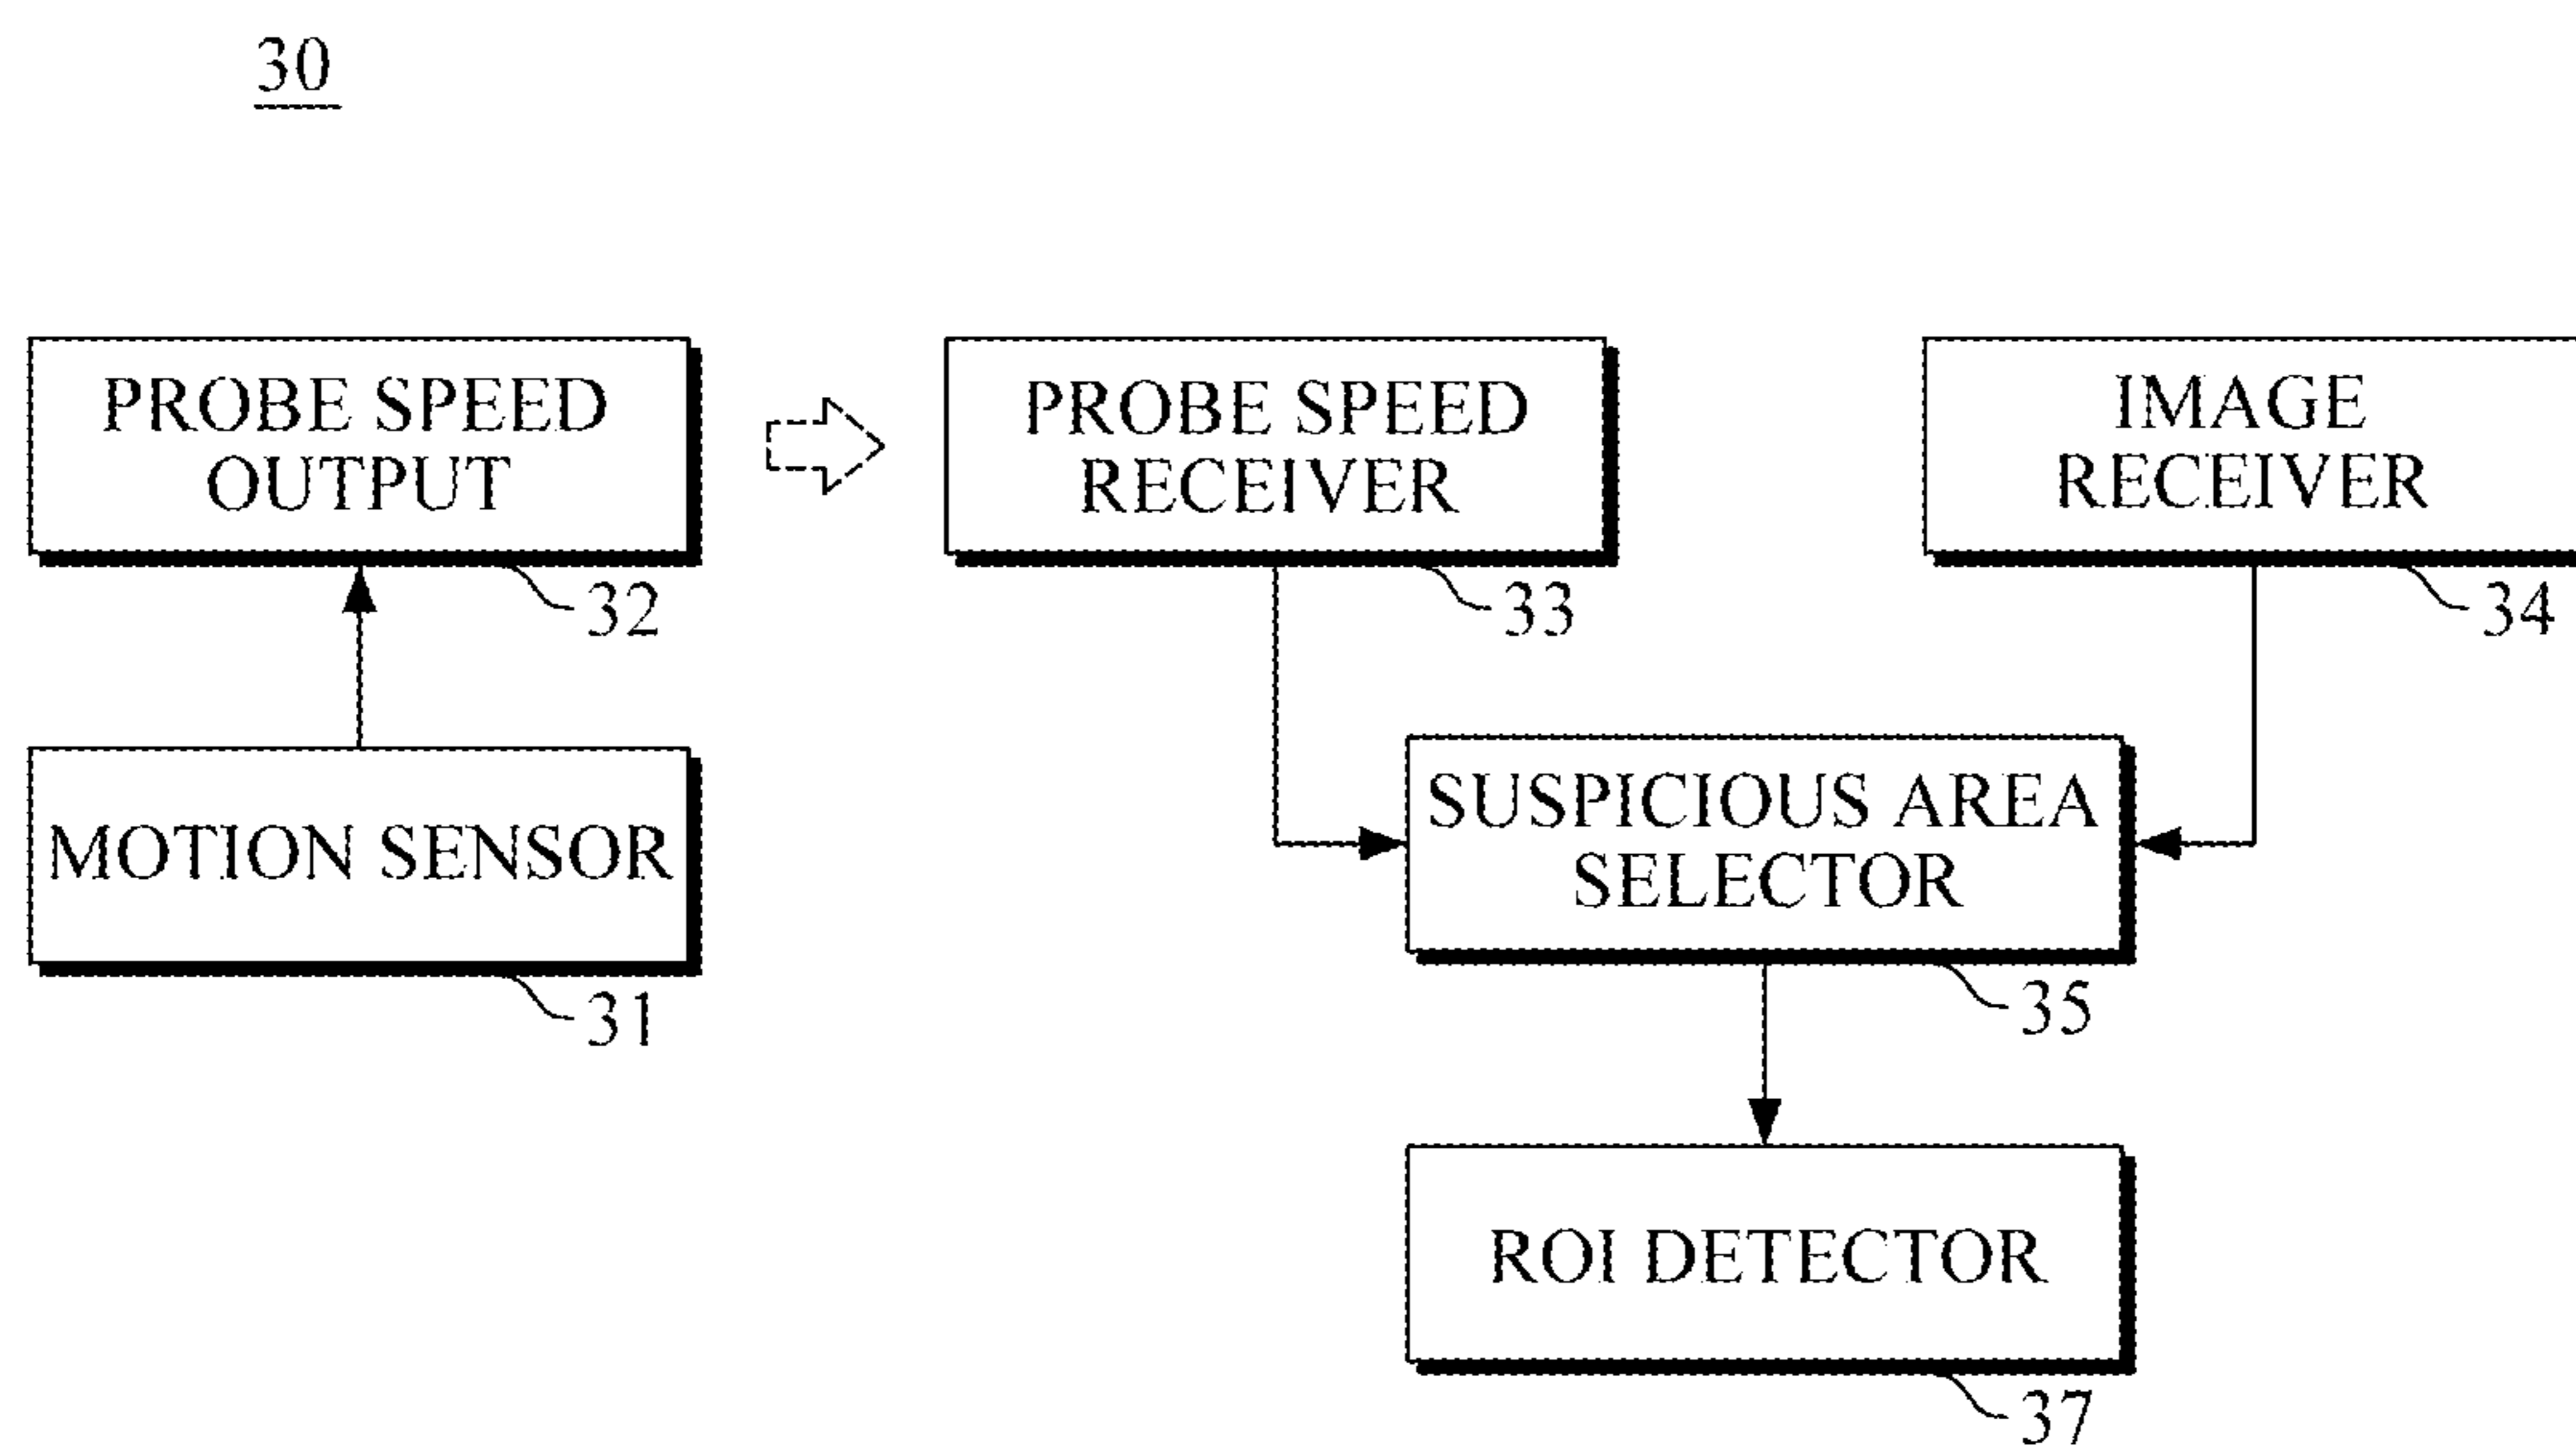 30
PROBE SPEED
OUTPUT
32
PROBE SPEED
RECEIVER
33
IMAGE
RECEIVER
34
MOTION SENSOR
31
SUSPICIOUS AREA
SELECTOR
35
ROI DETECTOR
37